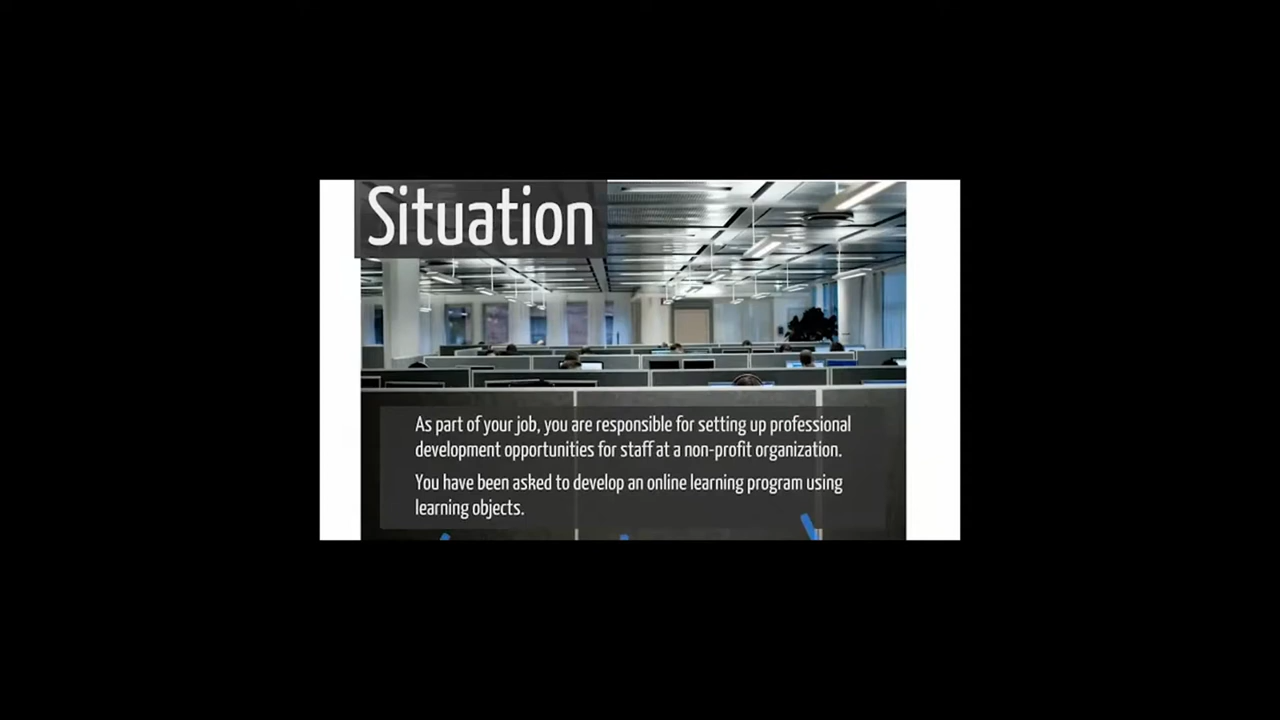 Situation
As part of your job, you are responsible for setting up professional
development opportunities for staff at a non-profit organization.
You have been asked to develop an online learning program using
learning objects.